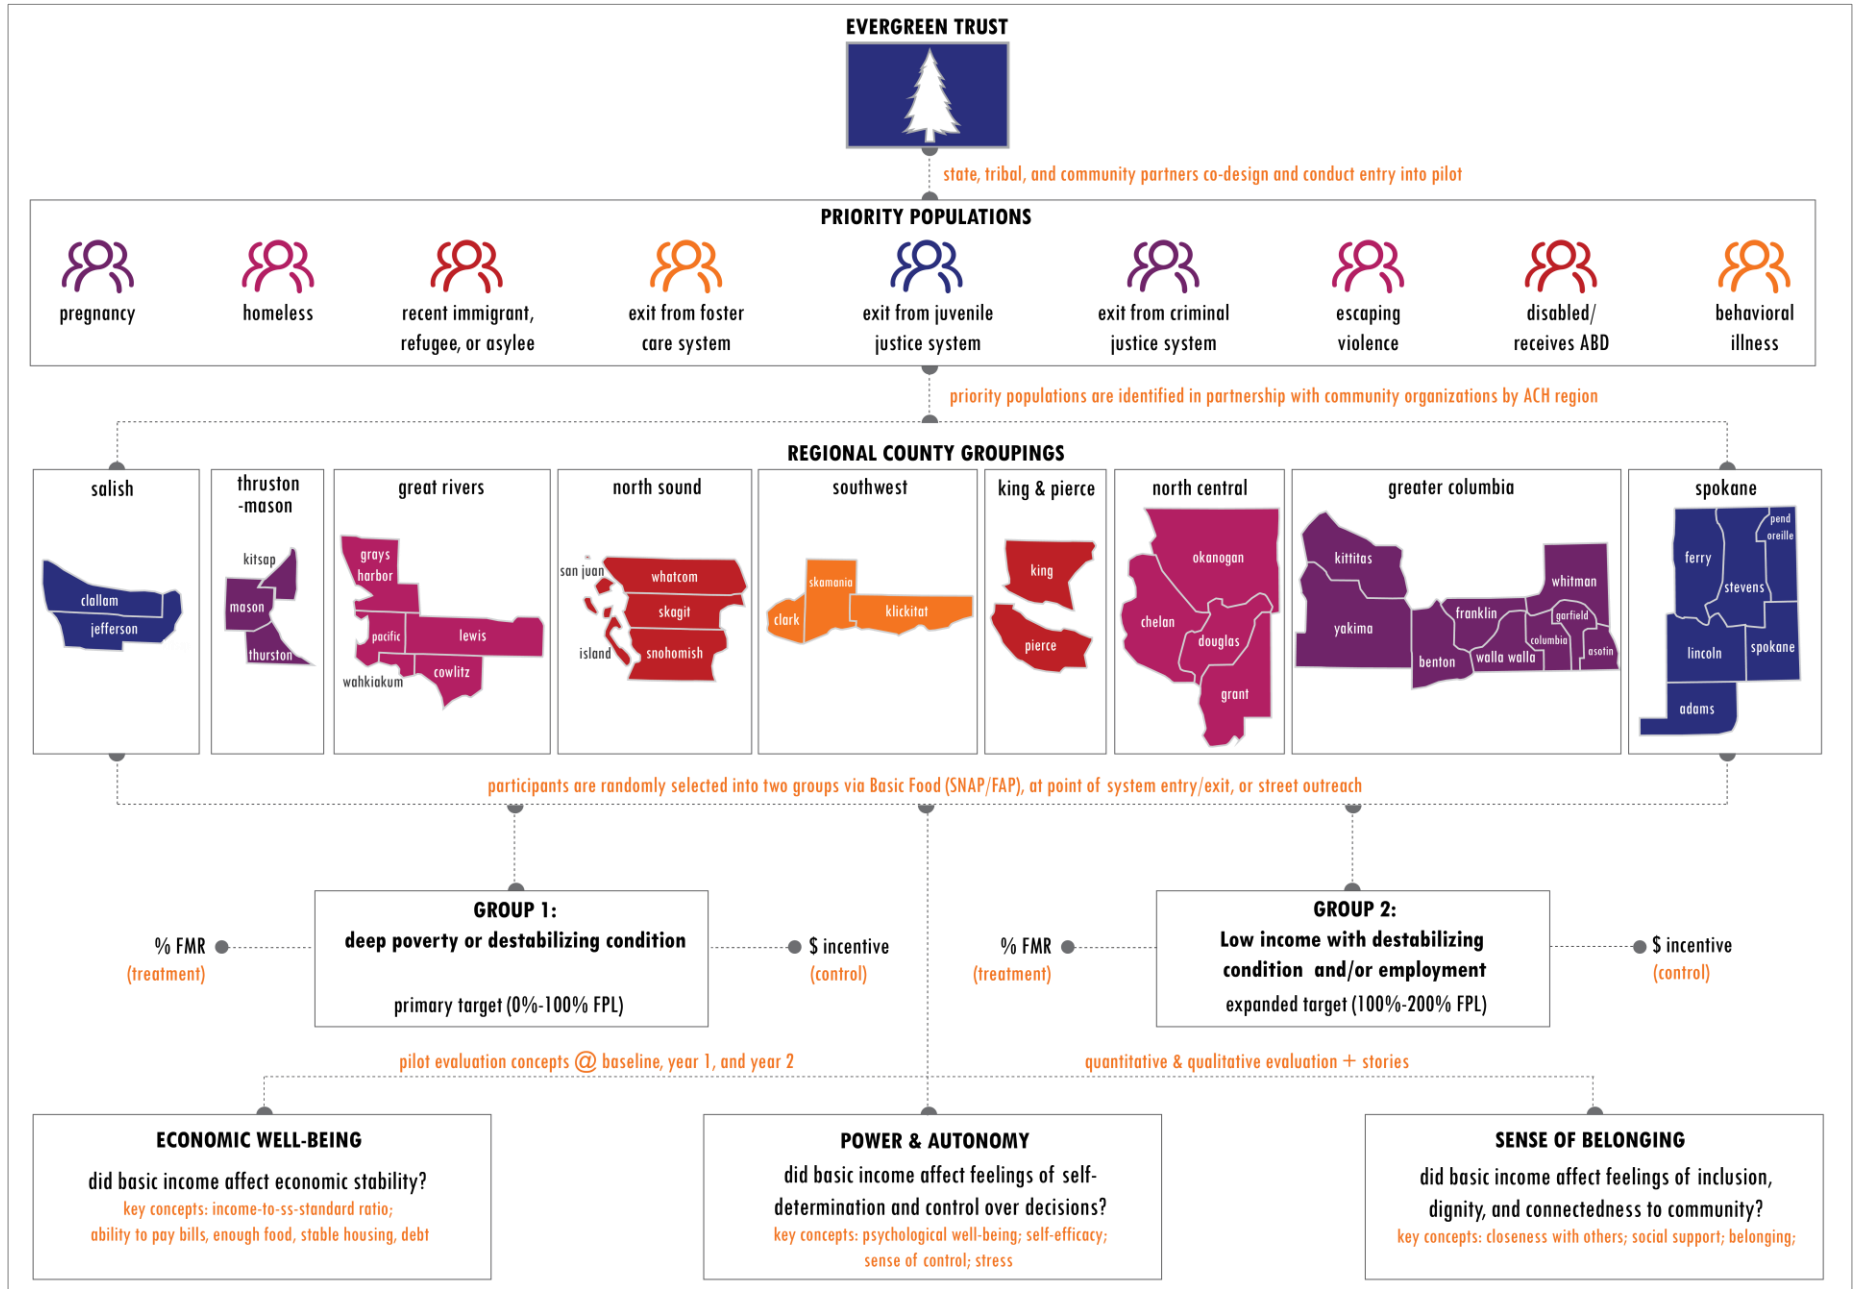 EVERGREEN TRUST
state, tribal, and community partners co-design and conduct entry into pilot
PRIORITY POPULATIONS
pregnancy
homeless
recent immigrant,
refugee, or asylee
exit from foster
care system
exit from juvenile
justice system
exit from criminal
justice system
escaping
violence
disabled/
receives ABD
behavioral
illness
priority populations are identified in partnership with community organizations by ACH region
REGIONAL COUNTY GROUPINGS
salish
clallam
jefferson
thruston
-mason
kitsap
mason
thurston
great rivers
grays
harbor
pacific
lewis
wahkiakum
cowlitz
north sound
san juan
whatcom
skagit
island
snohomish
southwest
skamania
clark
klickitat
king & pierce
king
pierce
north central
okanogan
chelan
douglas
grant
greater columbia
kittitas
yakima
benton
franklin
walla walla
columbia
whitman
garfield
asotin
spokane
ferry
stevens
pend
oreille
lincoln
spokane
adams
participants are randomly selected into two groups via Basic Food (SNAP/FAP), at point of system entry/exit, or street outreach
% FMR
(treatment)
GROUP 1:
deep poverty or destabilizing condition
primary target (0%-100% FPL)
$ incentive
(control)
% FMR
(treatment)
GROUP 2:
Low income with destabilizing
condition and/or employment
expanded target (100%-200% FPL)
$ incentive
(control)
pilot evaluation concepts @ baseline, year 1, and year 2
quantitative & qualitative evaluation + stories
ECONOMIC WELL-BEING
did basic income affect economic stability?
key concepts: income-to-ss-standard ratio;
ability to pay bills, enough food, stable housing, debt
POWER & AUTONOMY
did basic income affect feelings of self-
determination and control over decisions?
key concepts: psychological well-being; self-efficacy;
sense of control; stress
SENSE OF BELONGING
did basic income affect feelings of inclusion,
dignity, and connectedness to community?
key concepts: closeness with others; social support; belonging;